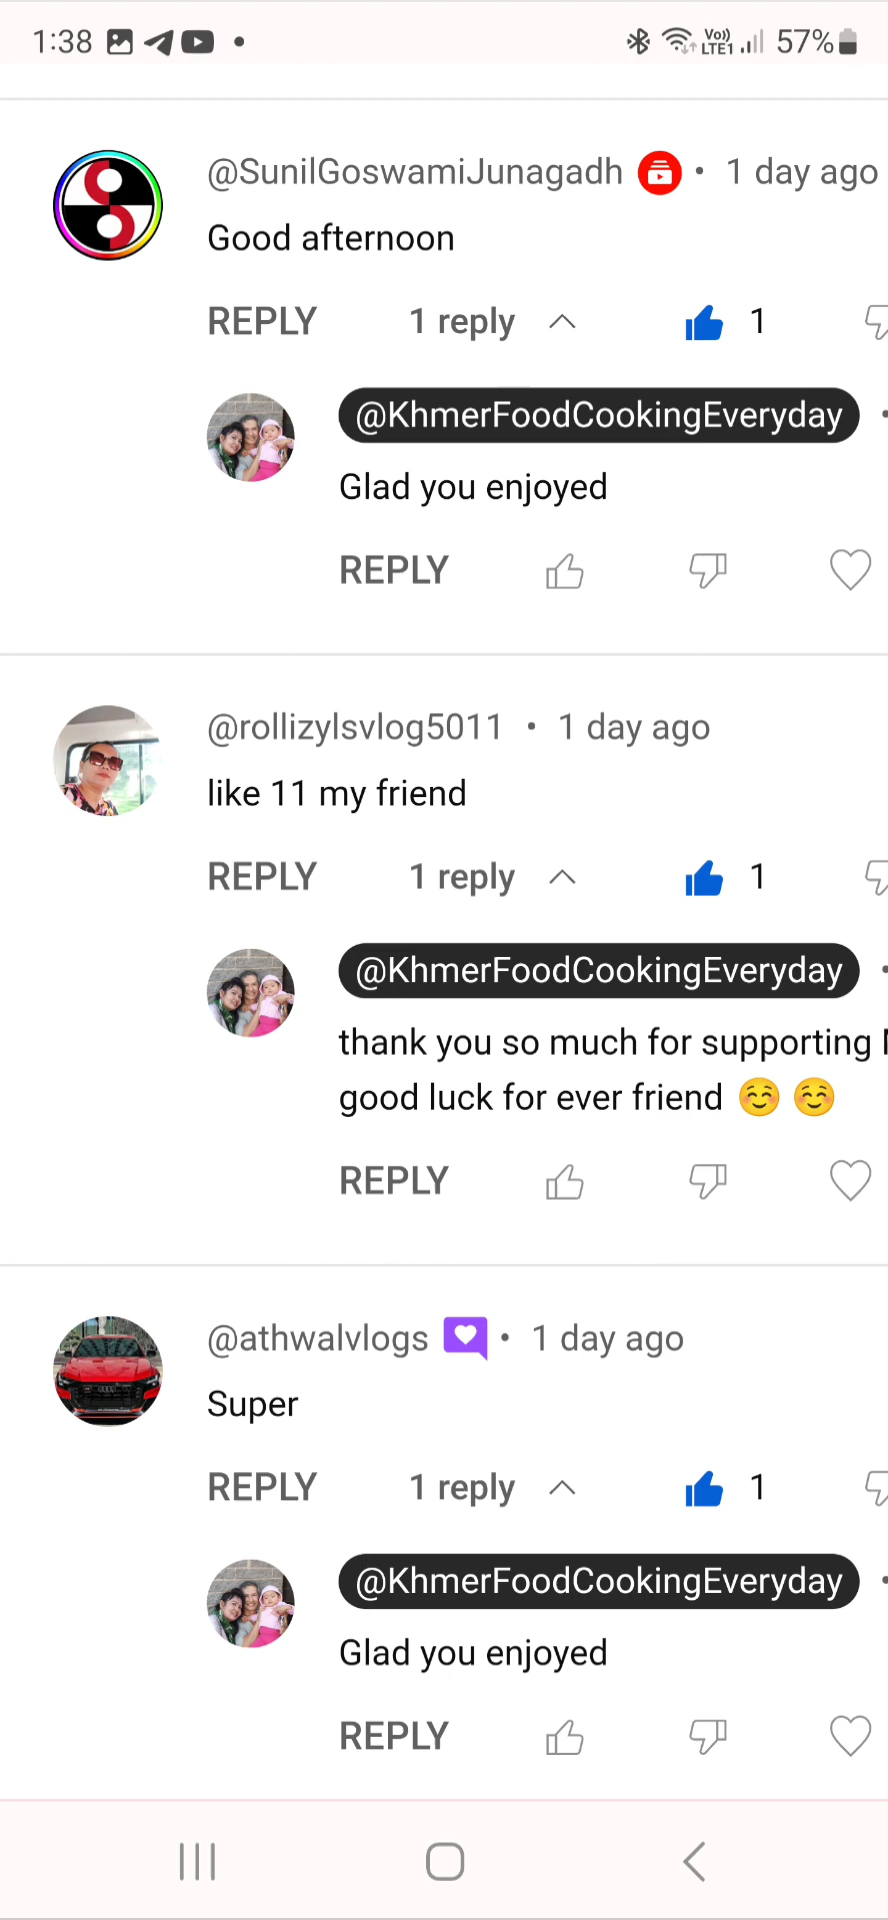 1:38
Vo))
LTE1
57%
@SunilGoswamiJunagadh • 1 day ago
Good afternoon
REPLY 1 reply 1
@KhmerFoodCookingEveryday •
Glad you enjoyed
REPLY
@rollizylsvlog5011 • 1 day ago
like 11 my friend
REPLY 1 reply 1
@KhmerFoodCookingEveryday •
thank you so much for supporting
good luck for ever friend ☺️ ☺️
REPLY
@athwalvlogs • 1 day ago
Super
REPLY 1 reply 1
@KhmerFoodCookingEveryday •
Glad you enjoyed
REPLY